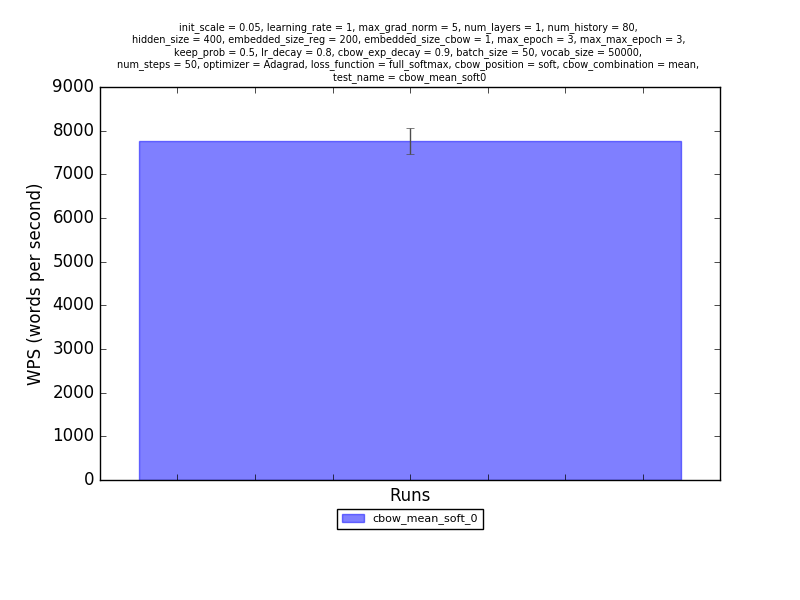 init_scale = 0.05, learning_rate = 1, max_grad_norm = 5, num_layers = 1, num_history = 80,
hidden_size = 400, embedded_size_reg = 200, embedded_size_cbow = 1, max_epoch = 3, max_max_epoch = 3,
keep_prob = 0.5, lr_decay = 0.8, cbow_exp_decay = 0.9, batch_size = 50, vocab_size = 50000,
num_steps = 50, optimizer = Adagrad, loss_function = full_softmax, cbow_position = soft, cbow_combination = mean,
test_name = cbow_mean_soft0
9000
8000
7000
6000
5000
4000
3000
2000
1000
0
WPS (words per second)
Runs
cbow_mean_soft_0